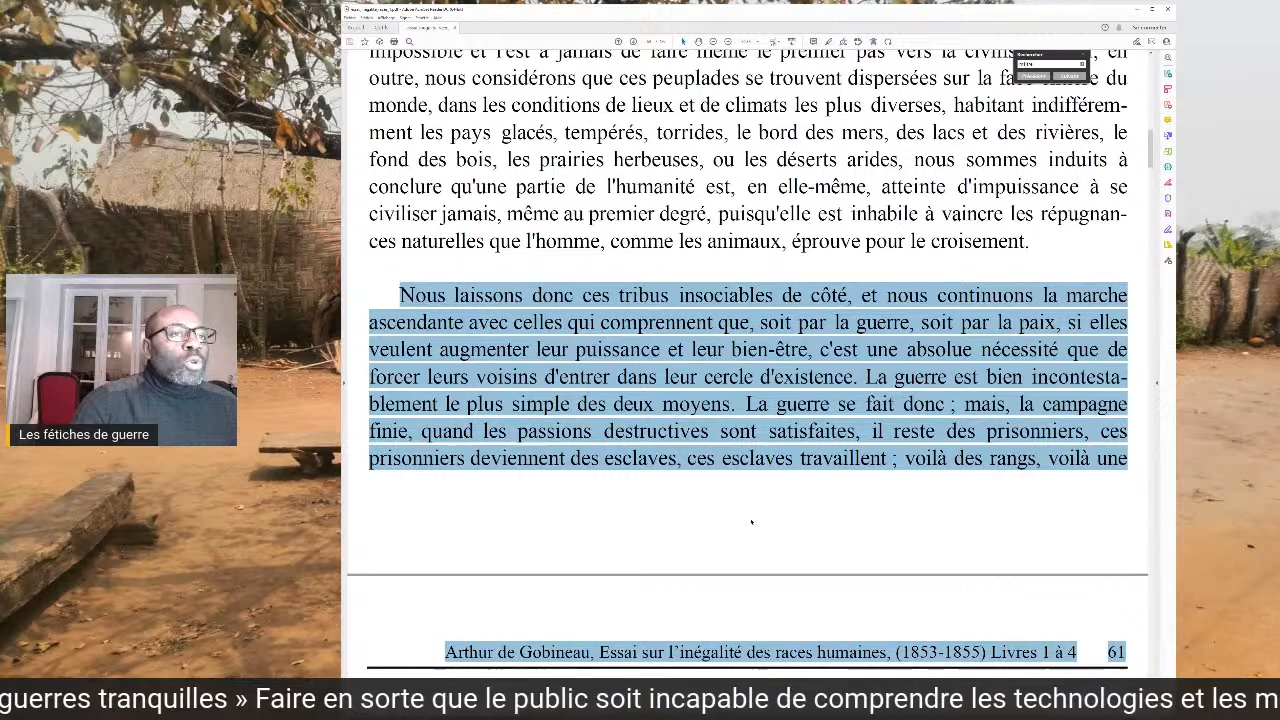 impossible et l'est à jamais de faire même le premier pas vers la civilis en
outre, nous considérons que ces peuplades se trouvent dispersées sur la du
monde, dans les conditions de lieux et de climats les plus diverses, habitant indifférem-
ment les pays glacés, tempérés, torrides, le bord des mers, des lacs et des rivières, le
fond des bois, les prairies herbeuses, ou les déserts arides, nous sommes induits à
conclure qu'une partie de l'humanité est, en elle-même, atteinte d'impuissance à se
civiliser jamais, même au premier degré, puisqu'elle est inhabile à vaincre les répugnan-
ces naturelles que l'homme, comme les animaux, éprouve pour le croisement.
Nous laissons donc ces tribus insociables de côté, et nous continuons la marche
ascendante avec celles qui comprennent que, soit par la guerre, soit par la paix, si elles
veulent augmenter leur puissance et leur bien-être, c'est une absolue nécessité que de
forcer leurs voisins d'entrer dans leur cercle d'existence. La guerre est bien incontesta-
blement le plus simple des deux moyens. La guerre se fait donc ; mais, la campagne
finie, quand les passions destructives sont satisfaites, il reste des prisonniers, ces
prisonniers deviennent des esclaves, ces esclaves travaillent ; voilà des rangs, voilà une
Les fétiches de guerre
Arthur de Gobineau, Essai sur l'inégalité des races humaines, (1853-1855) Livres 1 à 4 61
guerres tranquilles » Faire en sorte que le public soit incapable de comprendre les technologies et les m